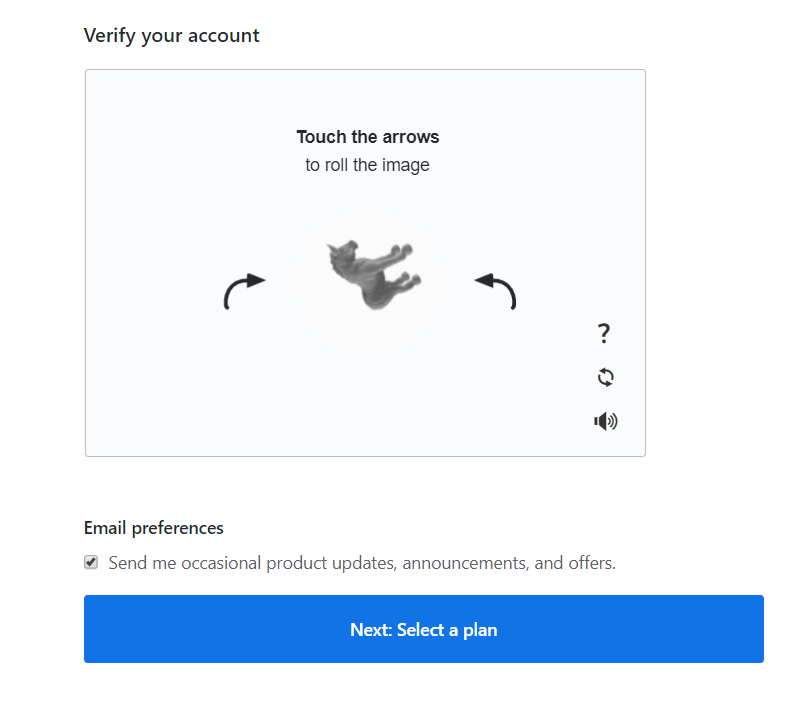 Verify your account
Touch the arrows
to roll the image
?
Email preferences
Send me occasional product updates, announcements, and offers.
Next: Select a plan